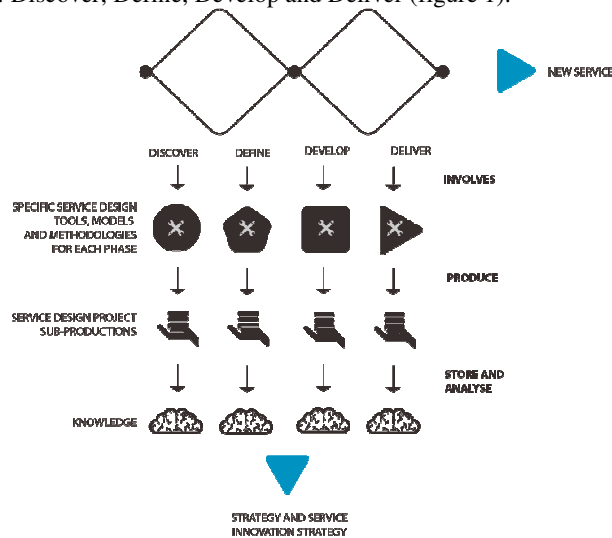 : Discover, Define, Develop and Deliver (figure 1).
NEW SERVICE
DISCOVER
DEFINE
DEVELOP
DELIVER
INVOLVES
SPECIFIC SERVICE DESIGN
TOOLS, MODELS
AND METHODOLOGIES
FOR EACH PHASE
PRODUCE
SERVICE DESIGN PROJECT
SUB-PRODUCTIONS
STORE AND
ANALYSE
KNOWLEDGE
STRATEGY AND SERVICE
INNOVATION STRATEGY